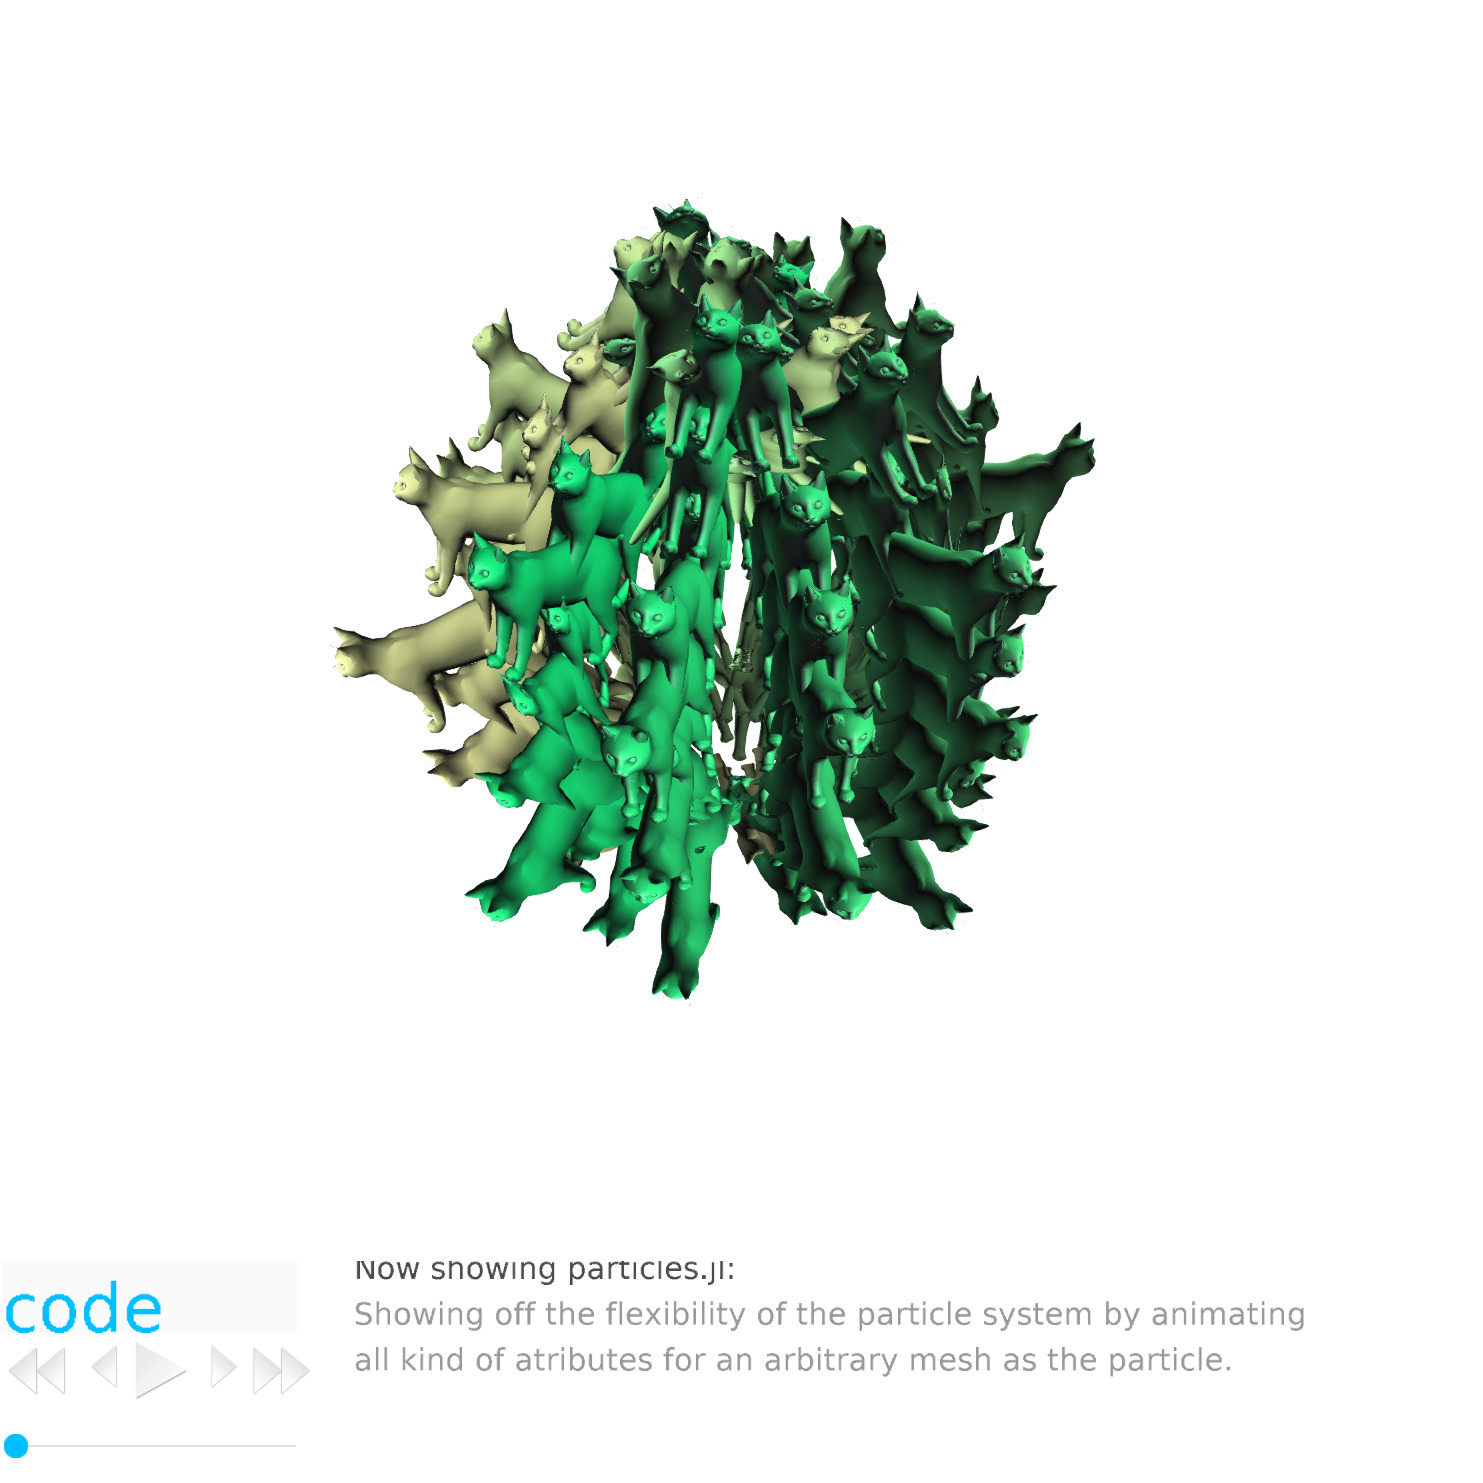 Now showing particles.jl:
code
Showing off the flexibility of the particle system by animating
all kind of atributes for an arbitrary mesh as the particle.